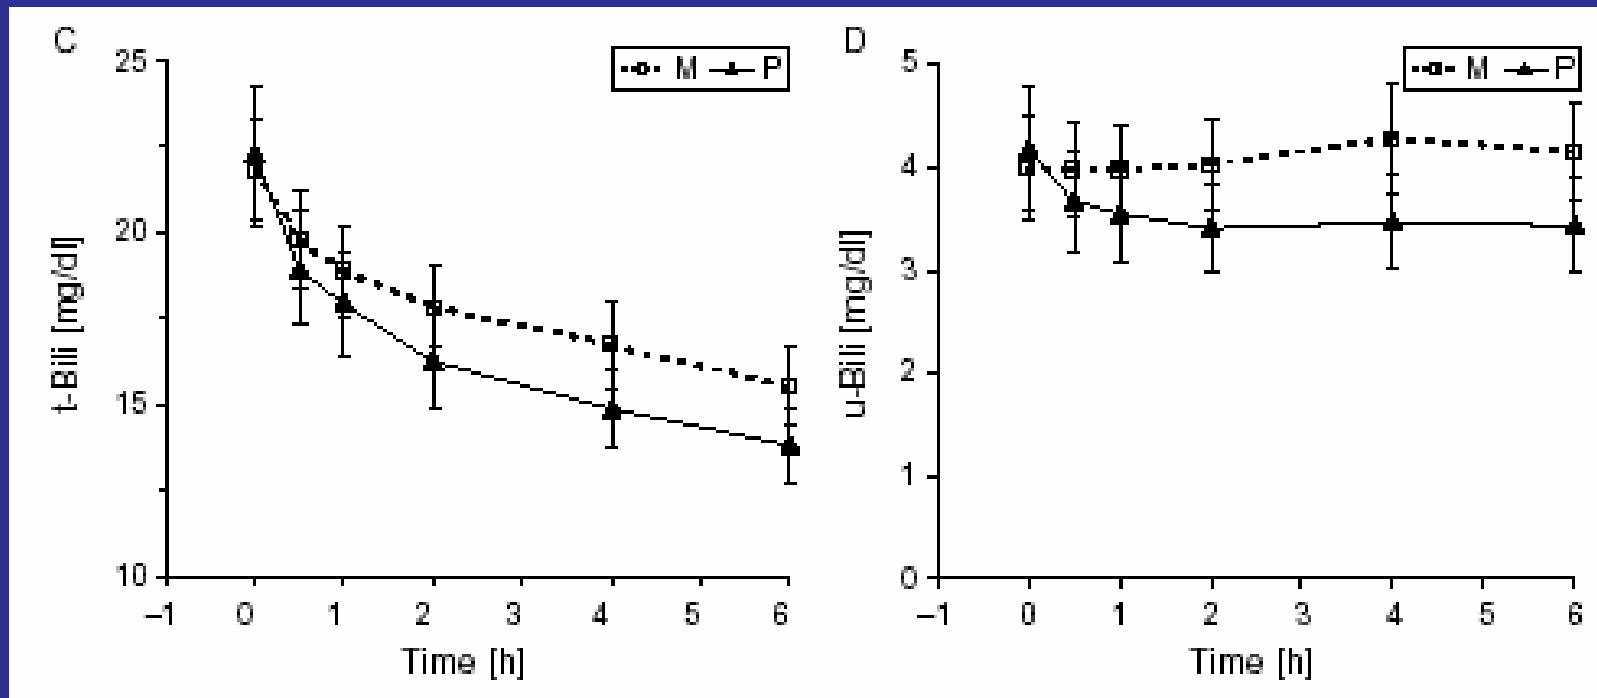 C
M P
t-Bili [mg/dl]
25
20
15
10
–1 0 1 2 3 4 5 6
Time [h]
D
M P
u-Bili [mg/dl]
5
4
3
2
1
0
–1 0 1 2 3 4 5 6
Time [h]